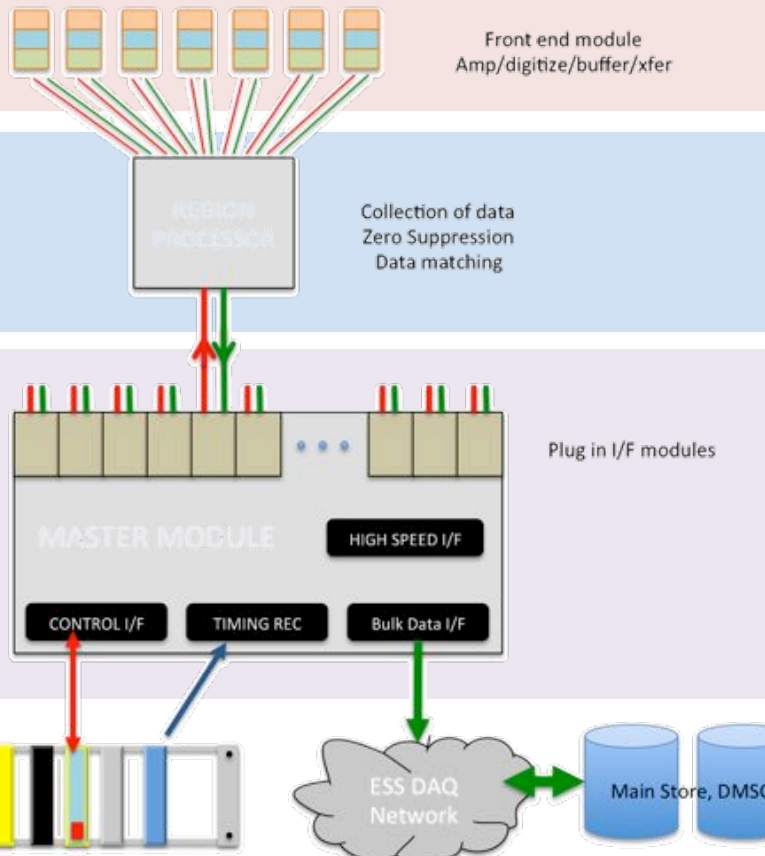 Front end module
Amp/digitize/buffer/xfer
REGION
PROCESSOR
Collection of data
Zero Suppression
Data matching
Plug in I/F modules
MASTER MODULE
HIGH SPEED I/F
CONTROL I/F
TIMING REC
Bulk Data I/F
ESS DAQ
Network
Main Store, DMSC